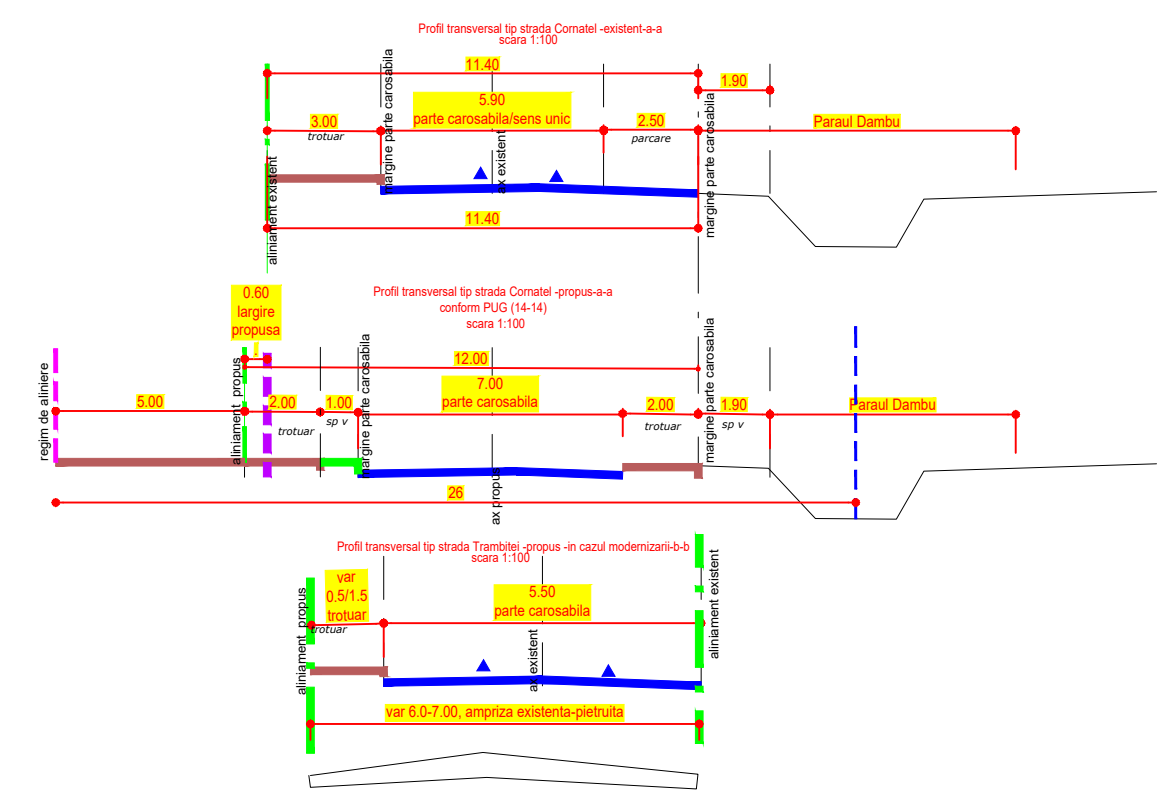 Profil transversal tip strada Cornatel -existent-a-a
scara 1:100
11.40
1.90
5.90
parte carosabila/sens unic
3.00
trotuar
2.50
parcare
Paraul Dambu
margine parte carosabila
ax existent
margine parte carosabila
aliniament existent
11.40
Profil transversal tip strada Cornatel -propus-a-a
conform PUG (14-14)
scara 1:100
0.60
largire
propusa
12.00
7.00
parte carosabila
5.00
2.00
trotuar
1.00
sp v
2.00
trotuar
1.90
sp v
Paraul Dambu
regim de aliniere
aliniament propus
margine parte carosabila
margine parte carosabila
ax propus
26
Profil transversal tip strada Trambitei -propus -in cazul modernizarii-b-b
scara 1:100
var
0.5/1.5
trotuar
trotuar
5.50
parte carosabila
aliniament propus
ax existent
aliniament existent
var 6.0-7.00, ampriza existenta-pietruita